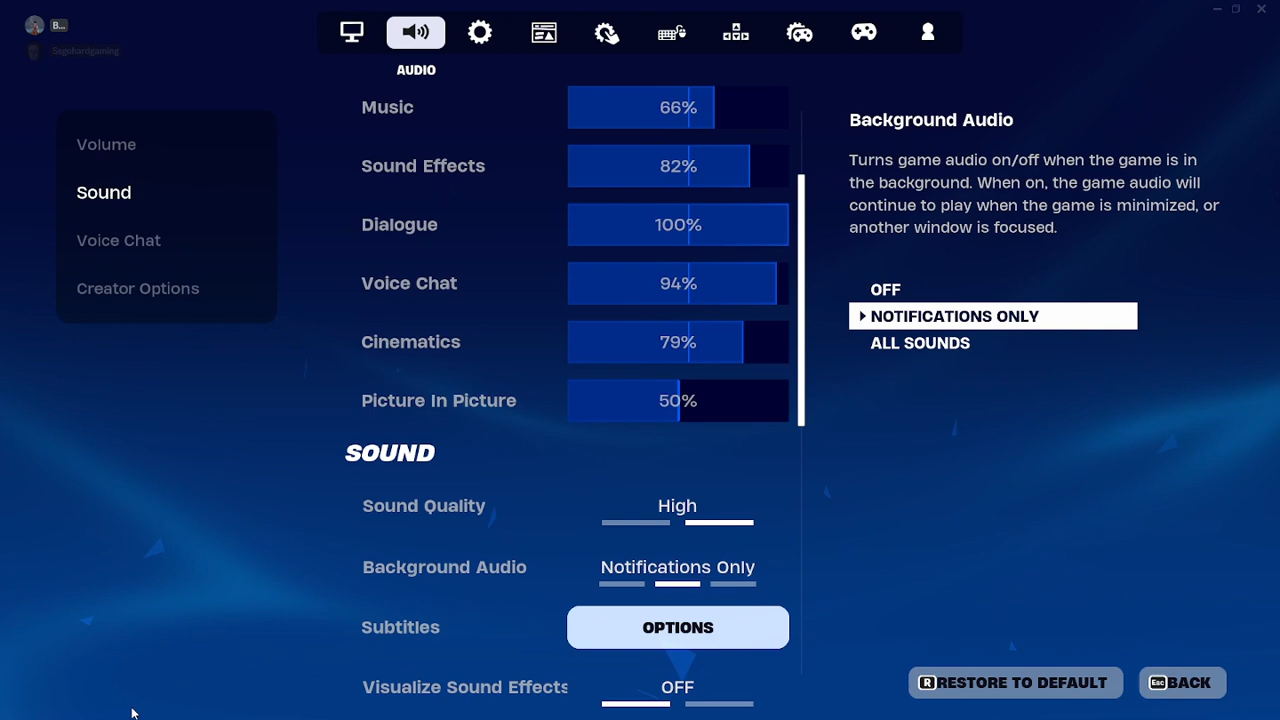 B...
Segohardgaming
AUDIO
Volume
Sound
Voice Chat
Creator Options
Music 66%
Sound Effects 82%
Dialogue 100%
Voice Chat 94%
Cinematics 79%
Picture In Picture 50%
SOUND
Sound Quality High
Background Audio Notifications Only
Subtitles OPTIONS
Visualize Sound Effects OFF
Background Audio
Turns game audio on/off when the game is in
the background. When on, the game audio will
continue to play when the game is minimized, or
another window is focused.
OFF
NOTIFICATIONS ONLY
ALL SOUNDS
R RESTORE TO DEFAULT
Esc BACK